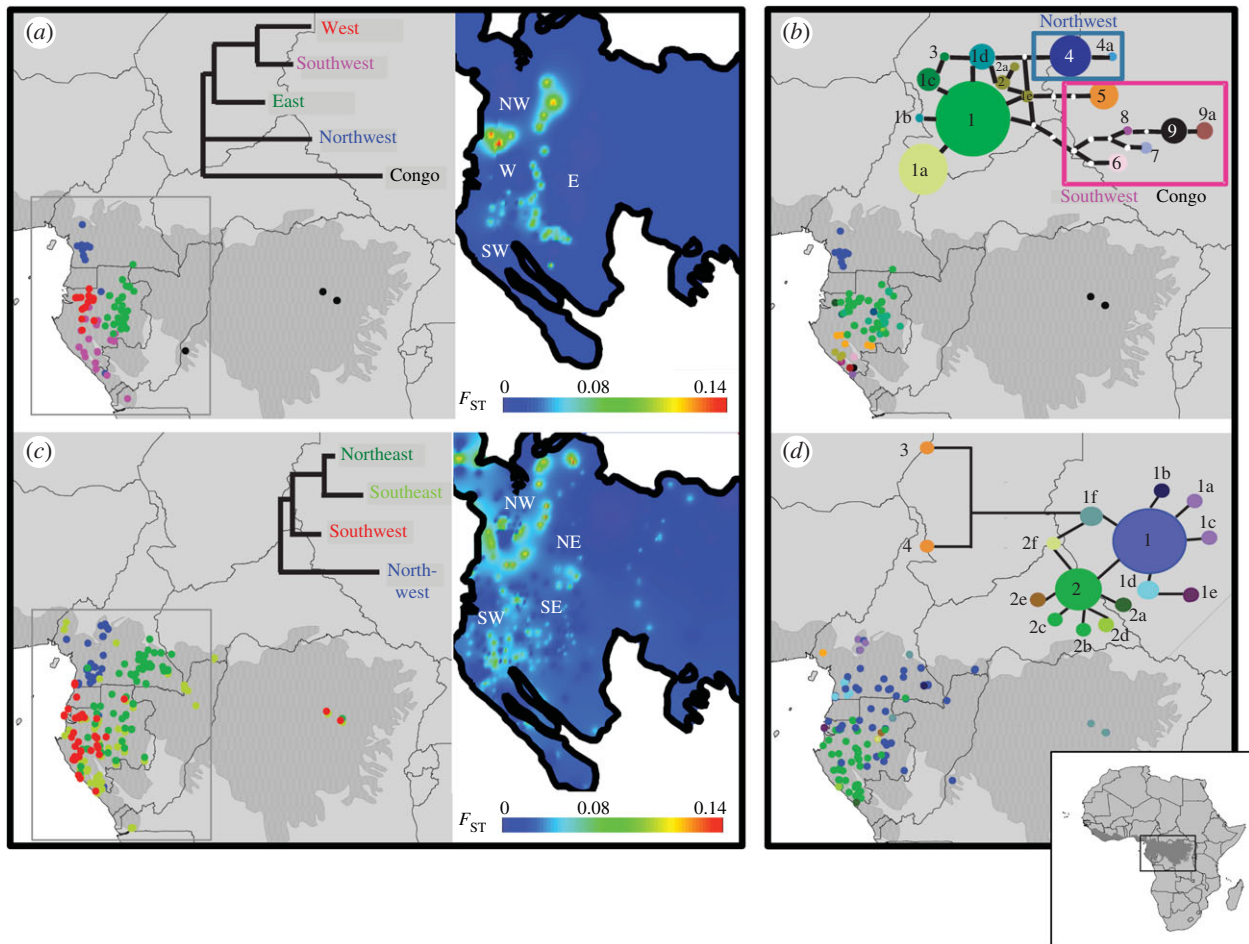 (a)
West
Southwest
East
Northwest
Congo
NW
W
E
SW
0 0.08 0.14
F_ST
(b)
Northwest
3
1d
2a
4
4a
1c
2
1e
5
1b
1
8
9
9a
7
6
1a
Southwest Congo
(c)
Northeast
Southeast
Southwest
North-
west
NW
NE
SW
SE
0 0.08 0.14
F_ST
(d)
3
1b
1a
1f
1
1c
4
2f
1d
1e
2
2e
2a
2c
2d
2b